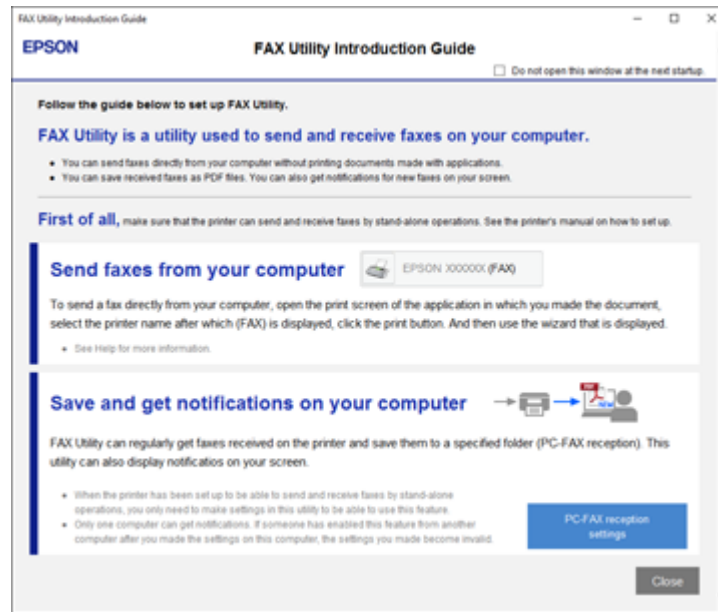 FAX Utility Introduction Guide
EPSON
FAX Utility Introduction Guide
Do not open this window at the next startup.
Follow the guide below to set up FAX Utility.
FAX Utility is a utility used to send and receive faxes on your computer.
• You can send faxes directly from your computer without printing documents made with applications.
• You can save received faxes as PDF files. You can also get notifications for new faxes on your screen.
First of all, make sure that the printer can send and receive faxes by stand-alone operations. See the printer's manual on how to set up.
Send faxes from your computer
EPSON XXXXXX (FAX)
To send a fax directly from your computer, open the print screen of the application in which you made the document,
select the printer name after which (FAX) is displayed, click the print button. And then use the wizard that is displayed.
• See Help for more information.
Save and get notifications on your computer
PDF
NEW
FAX Utility can regularly get faxes received on the printer and save them to a specified folder (PC-FAX reception). This
utility can also display notificatios on your screen.
• When the printer has been set up to be able to send and receive faxes by stand-alone
operations, you only need to make settings in this utility to be able to use this feature.
• Only one computer can get notifications. If someone has enabled this feature from another
computer after you made the settings on this computer, the settings you made become invalid.
PC-FAX reception
settings
Close